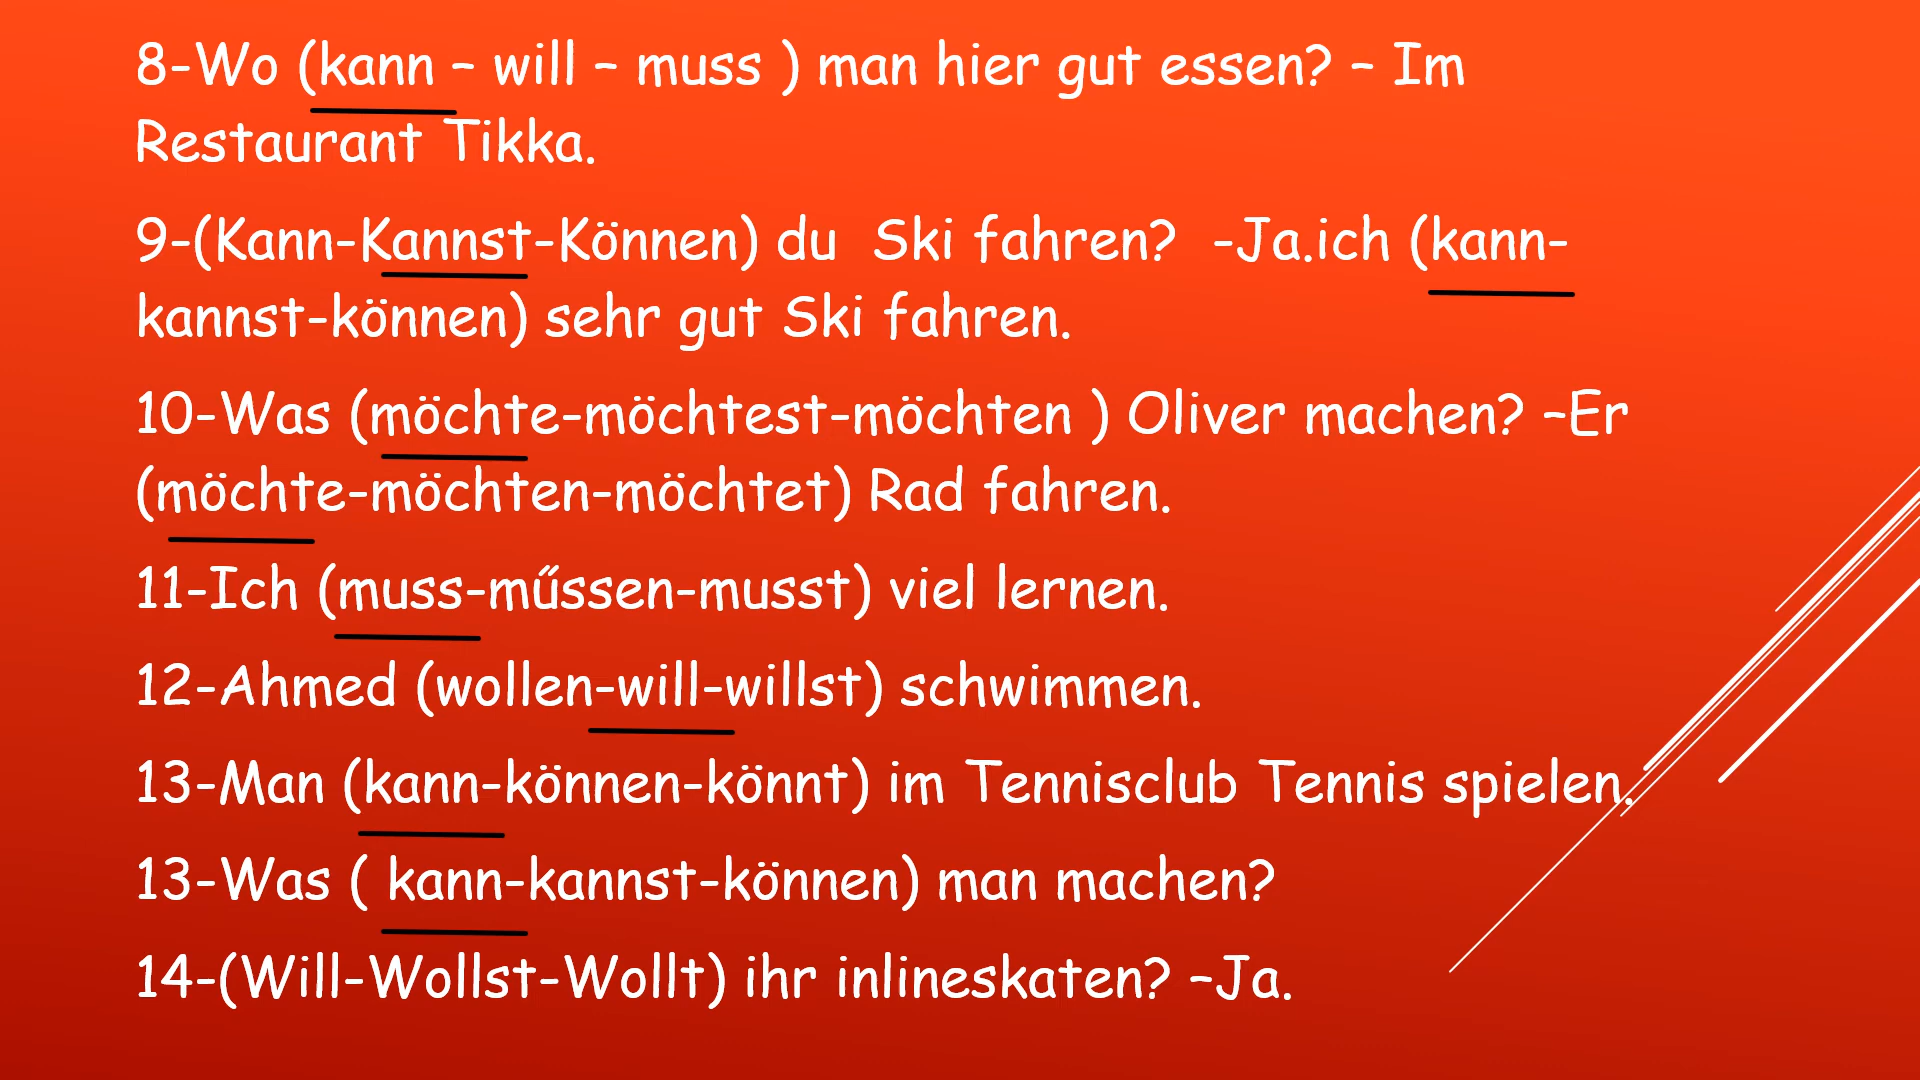 8-Wo (kann – will – muss ) man hier gut essen? – Im
Restaurant Tikka.
9-(Kann-Kannst-Können) du  Ski fahren?  -Ja.ich (kann-
kannst-können) sehr gut Ski fahren.
10-Was (möchte-möchtest-möchten ) Oliver machen? –Er
(möchte-möchten-möchtet) Rad fahren.
11-Ich (muss-műssen-musst) viel lernen.
12-Ahmed (wollen-will-willst) schwimmen.
13-Man (kann-können-könnt) im Tennisclub Tennis spielen.
13-Was ( kann-kannst-können) man machen?
14-(Will-Wollst-Wollt) ihr inlineskaten? –Ja.